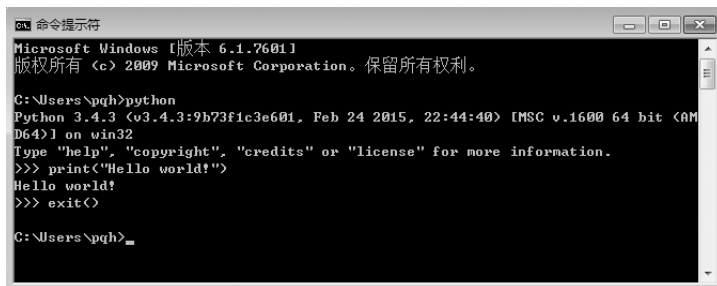 命令提示符
Microsoft Windows [版本 6.1.7601]
版权所有 (c) 2009 Microsoft Corporation。保留所有权利。
C:\Users\pqh>python
Python 3.4.3 (v3.4.3:9b73f1c3e601, Feb 24 2015, 22:44:40) [MSC v.1600 64 bit (AM
D64)] on win32
Type "help", "copyright", "credits" or "license" for more information.
>>> print("Hello world!")
Hello world!
>>> exit()
C:\Users\pqh>_